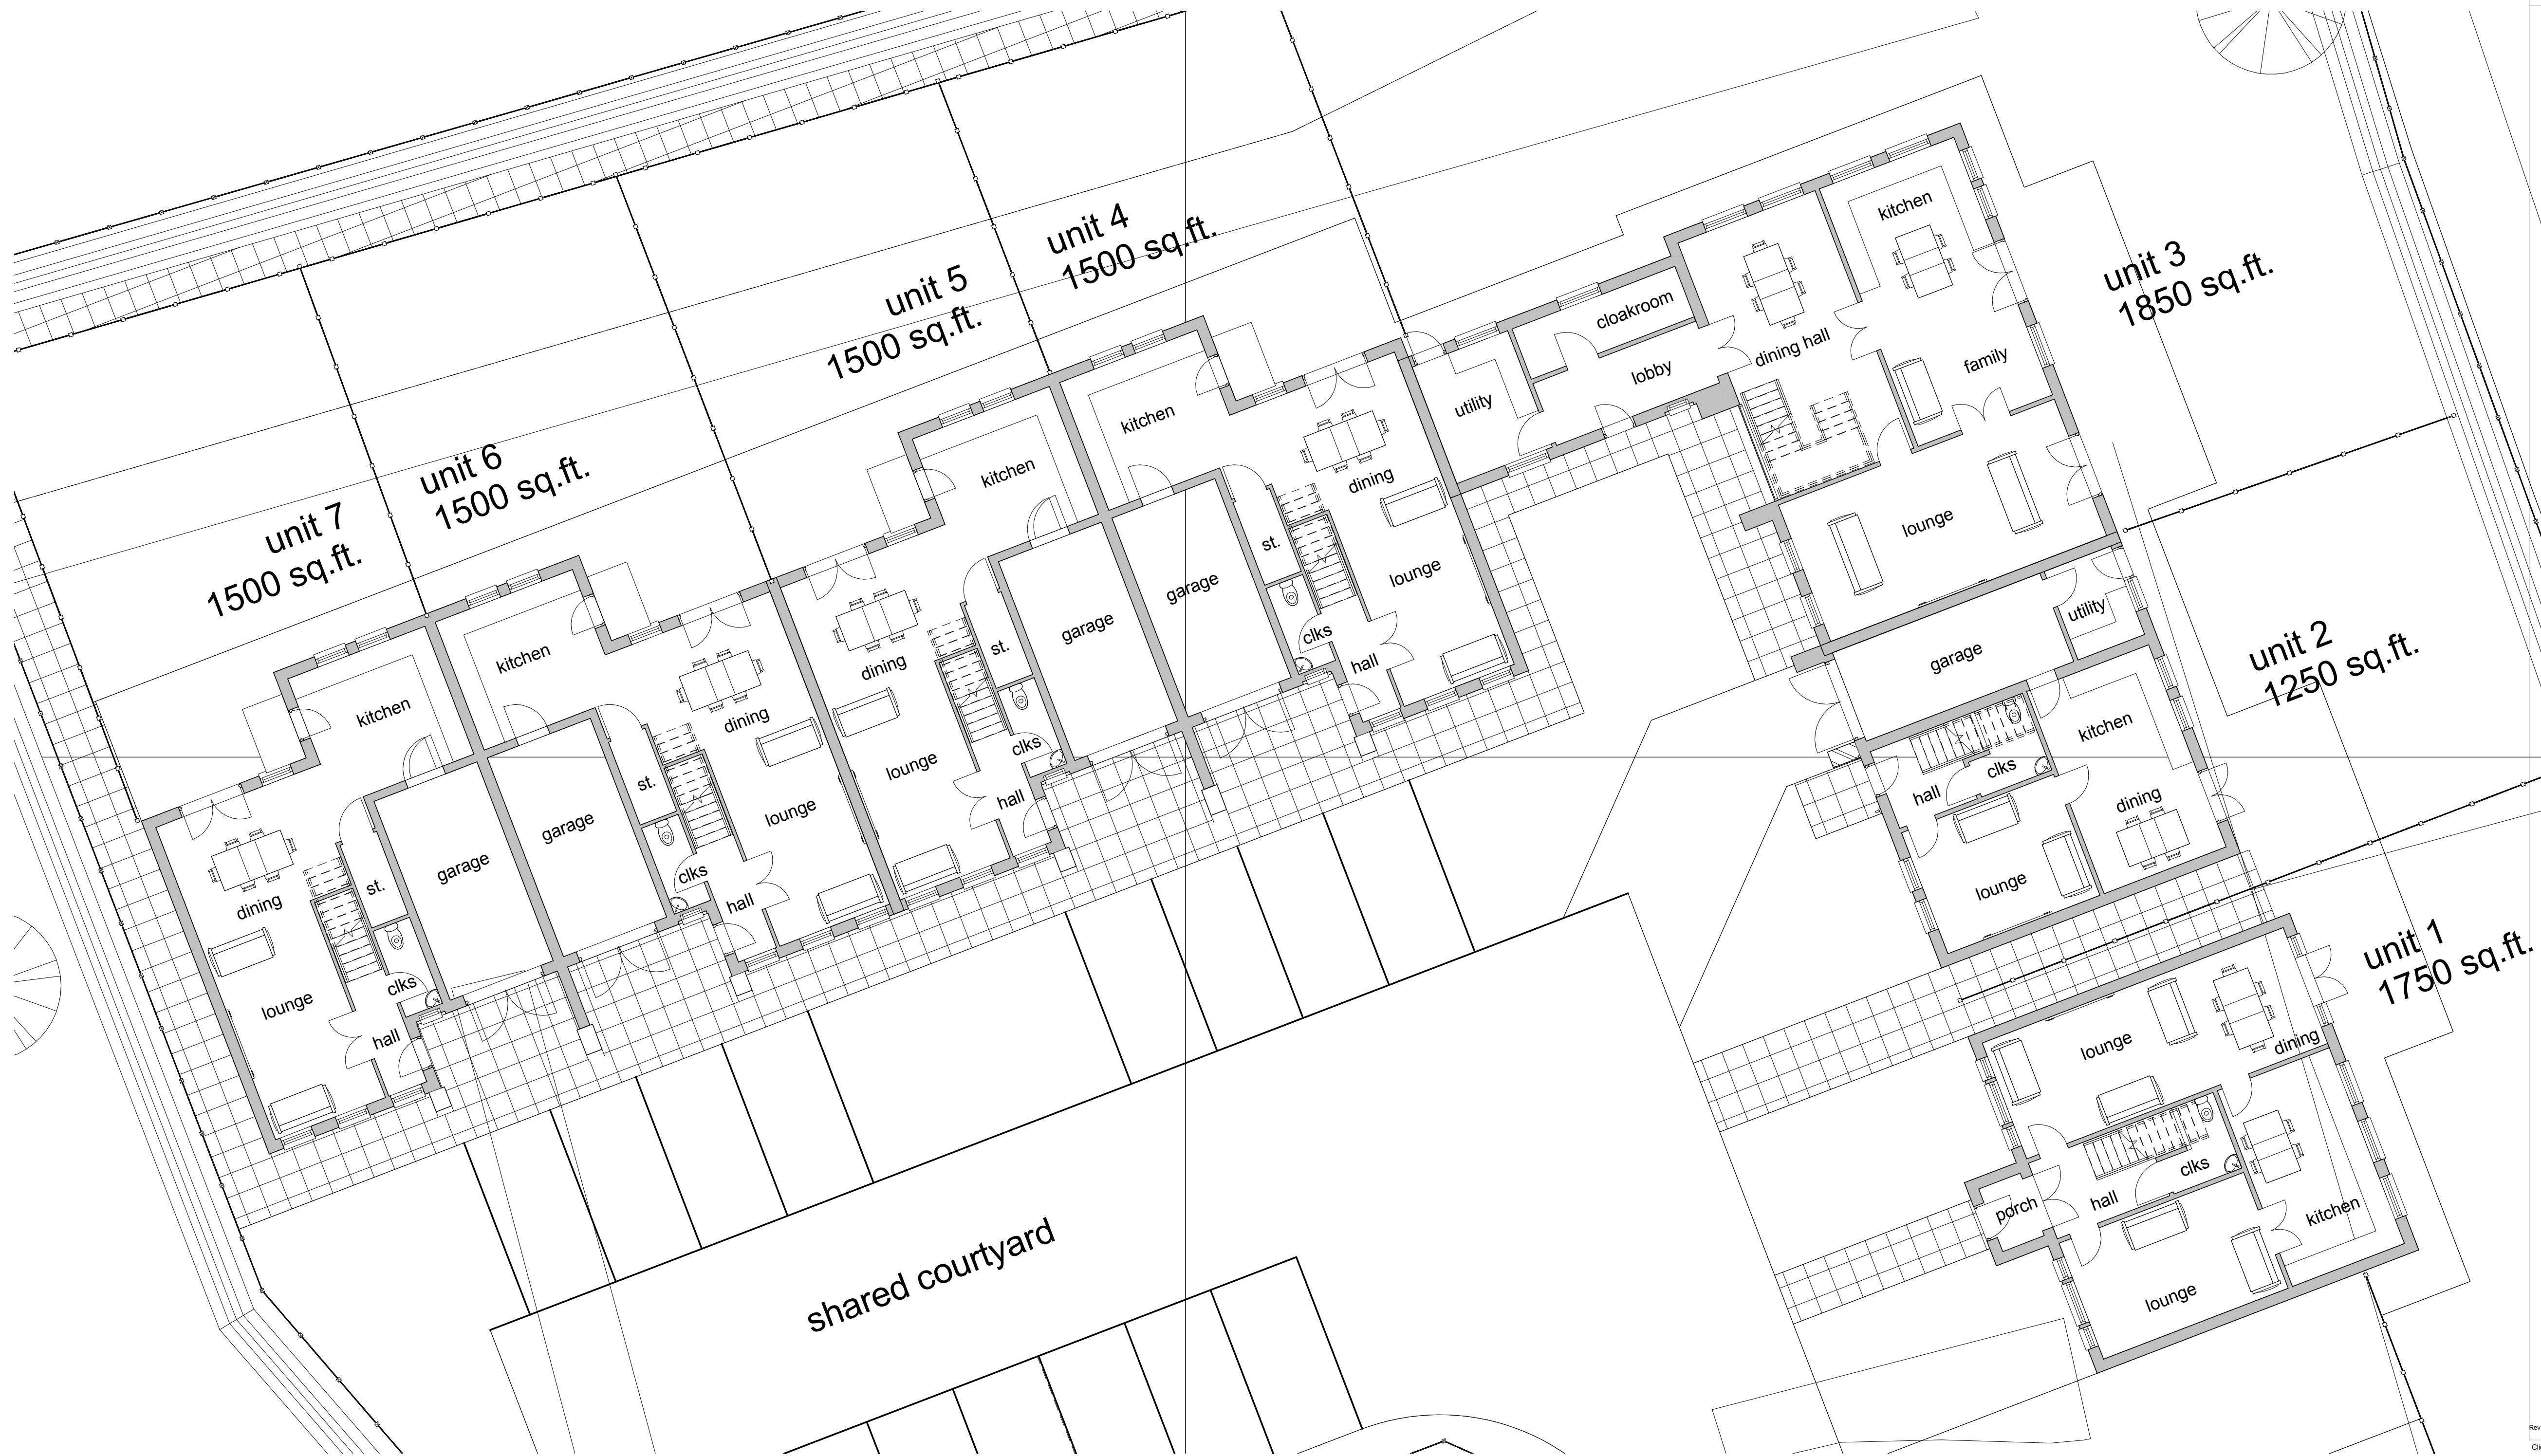 unit 4
1500 sq.ft.
unit 5
1500 sq.ft.
unit 6
1500 sq.ft.
unit 7
1500 sq.ft.
unit 3
1850 sq.ft.
unit 2
1250 sq.ft.
unit 1
1750 sq.ft.
kitchen
dining
lounge
st.
clks
hall
garage
garage
kitchen
dining
lounge
st.
clks
hall
kitchen
dining
lounge
st.
clks
hall
garage
garage
kitchen
dining
lounge
st.
clks
hall
utility
cloakroom
lobby
dining hall
kitchen
family
lounge
garage
utility
kitchen
clks
hall
dining
lounge
lounge
dining
clks
hall
porch
kitchen
lounge
shared courtyard
Rev